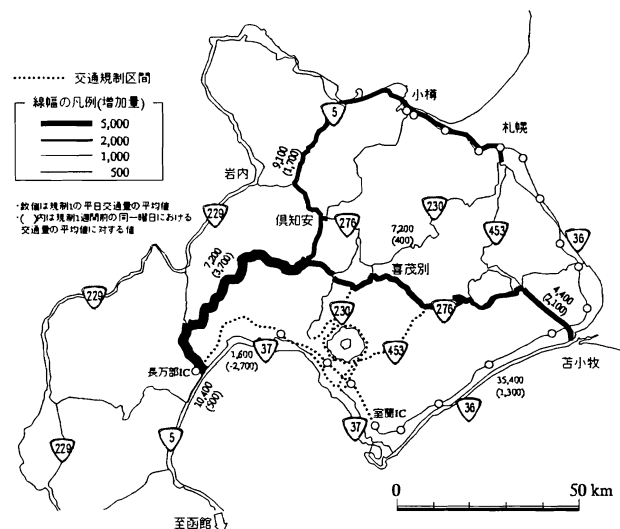 交通規制区間
線幅の凡例(増加量)
5,000
2,000
1,000
500
・数値は規制1の平日交通量の平均値
・( )内は規制1週間前の同一曜日における
交通量の平均値に対する値
5
小樽
札幌
9,100
(1,700)
岩内
229
倶知安
276
230
7,200
(400)
453
36
229
7,200
(3,700)
喜茂別
4,400
(2,100)
230
276
453
苫小牧
1,600
(-2,700)
37
長万部IC
10,400
(500)
35,400
(1,300)
室蘭IC
37
36
229
5
0
50 km
至函館